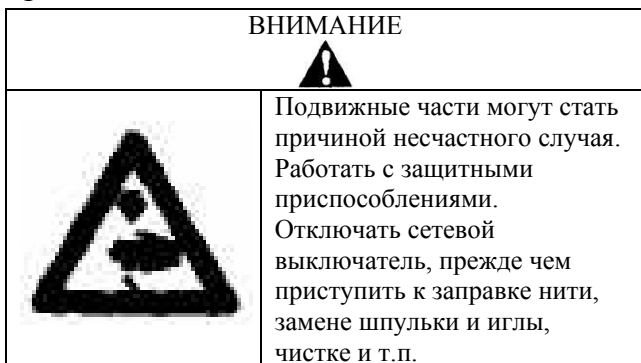 ВНИМАНИЕ
Подвижные части могут стать
причиной несчастного случая.
Работать с защитными
приспособлениями.
Отключать сетевой
выключатель, прежде чем
приступить к заправке нити,
замене шпульки и иглы,
чистке и т.п.